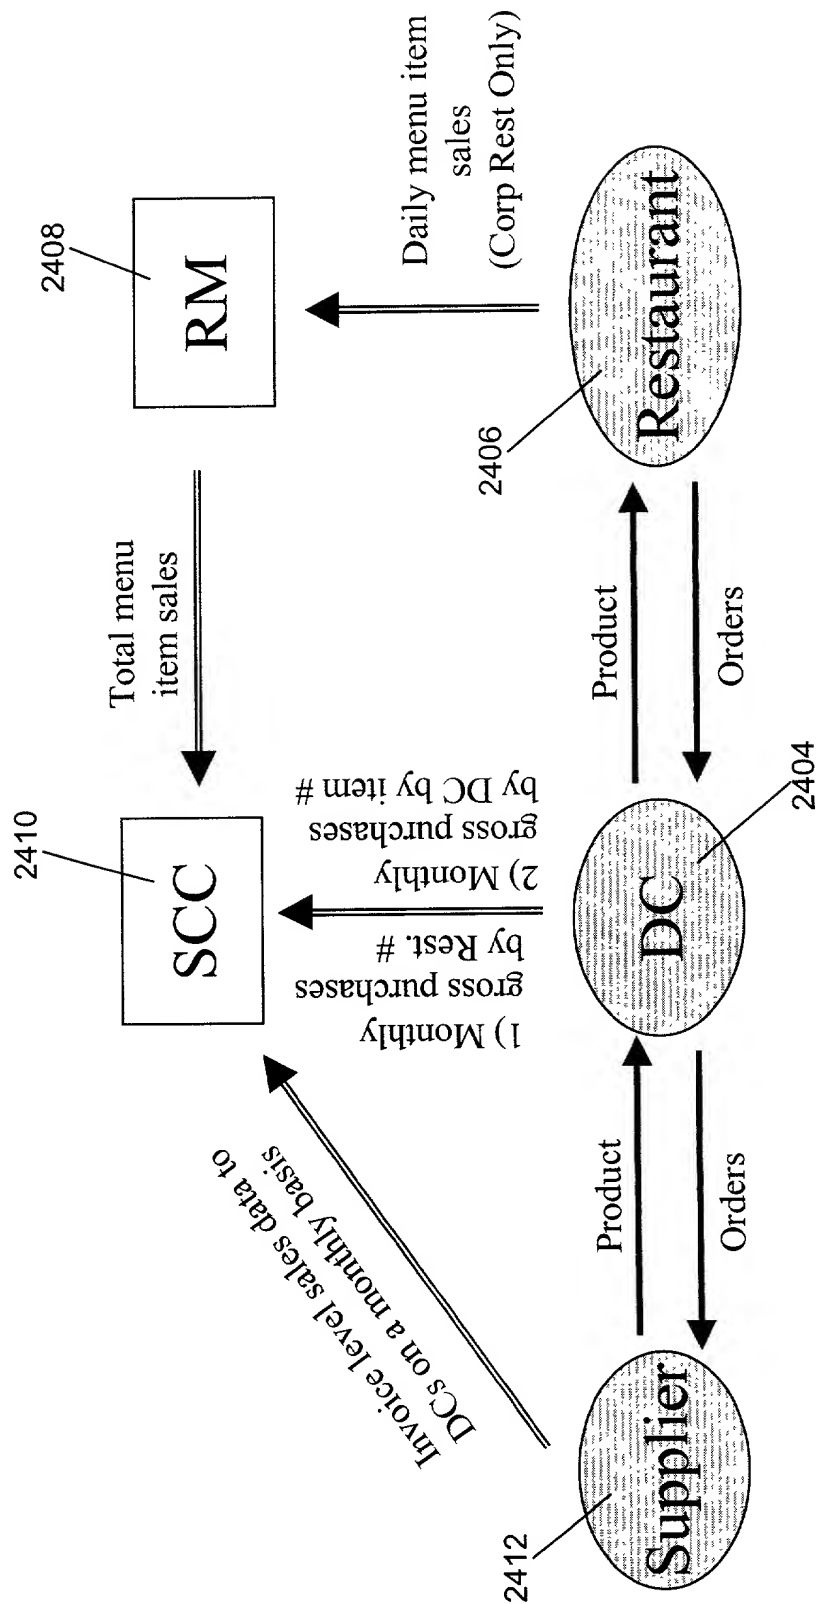 2410
SCC
Total menu
item sales
2408
RM
Invoice level sales data to
DCs on a monthly basis
1) Monthly
gross purchases
by Rest. #
2) Monthly
gross purchases
by DC by item #
Daily menu item
sales
(Corp Rest Only)
2412
Supplier
Product
Orders
DC
2404
Product
Orders
2406
Restaurant